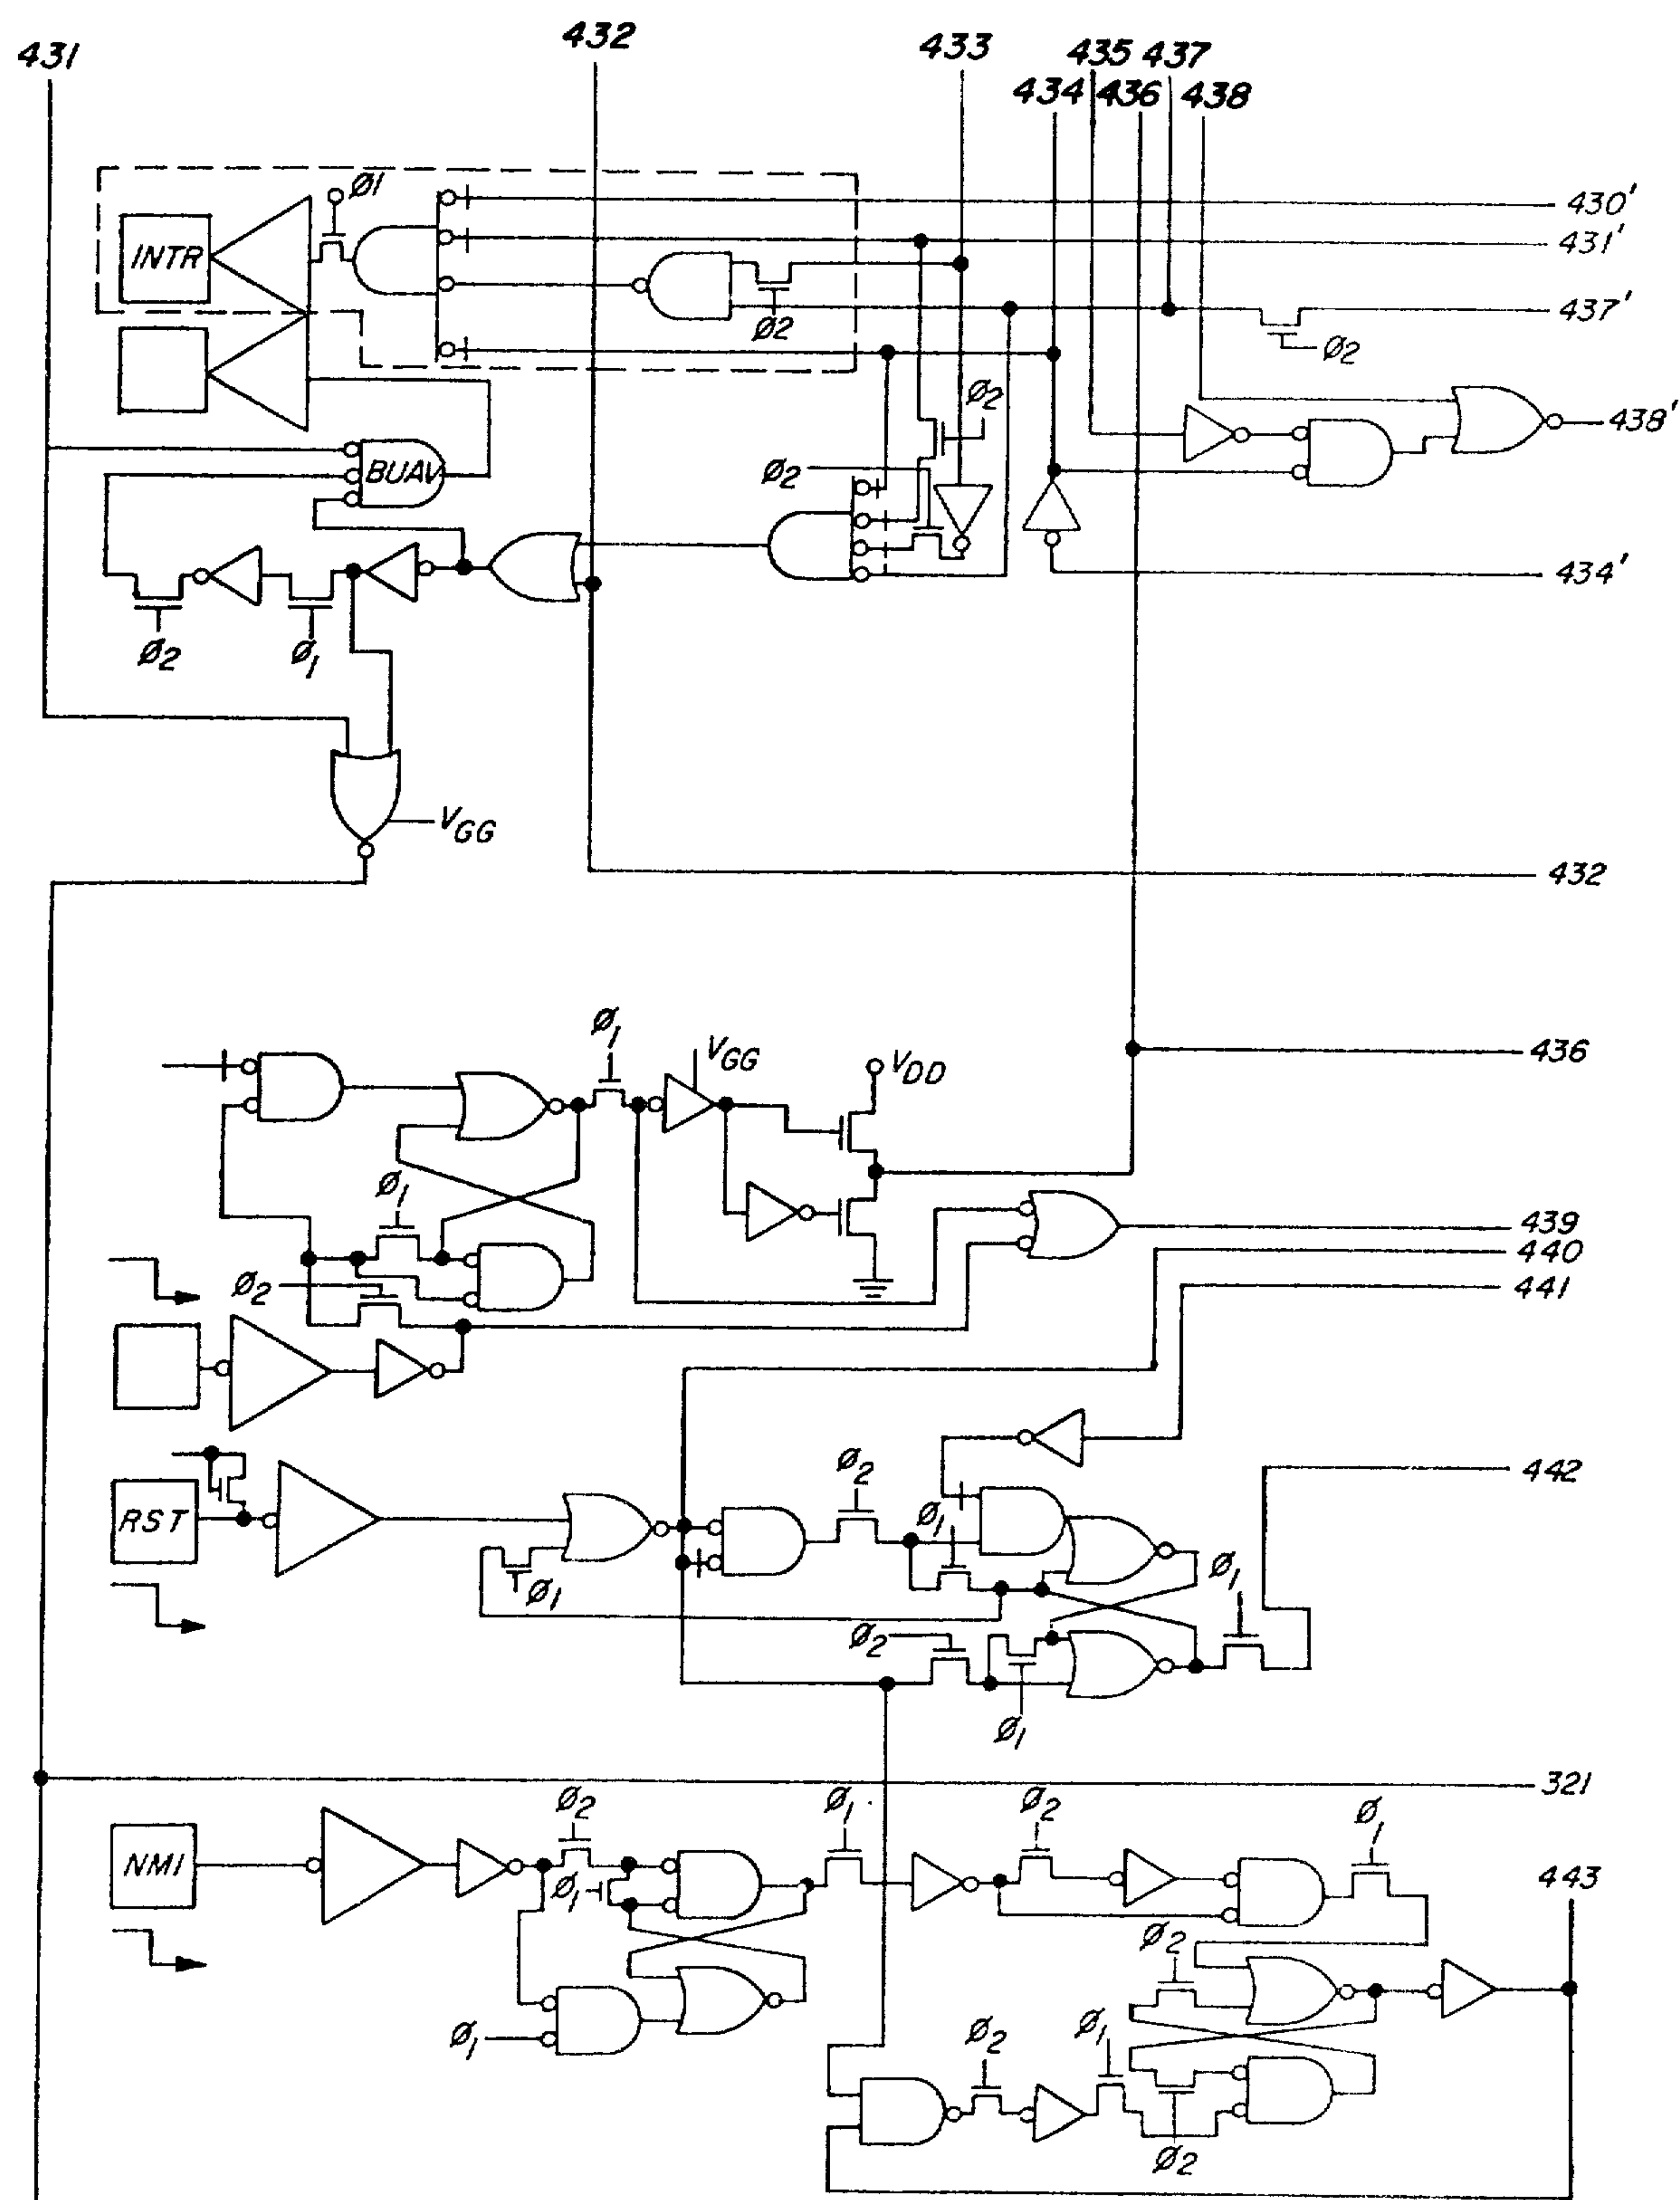 431
432
433
435 437
434 436 438
Ø1
430'
INTR
431'
Ø2
437'
Ø2
Ø2
438'
BUAV
Ø2
434'
Ø2
Ø1
VGG
432
Ø1
VGG
VDD
436
Ø1
439
440
Ø2
441
Ø2
442
RST
Ø1
Ø1
Ø1
Ø2
Ø1
321
Ø2
Ø1
Ø2
Ø1
NMI
Ø1
443
Ø2
Ø1
Ø2
Ø1
Ø2